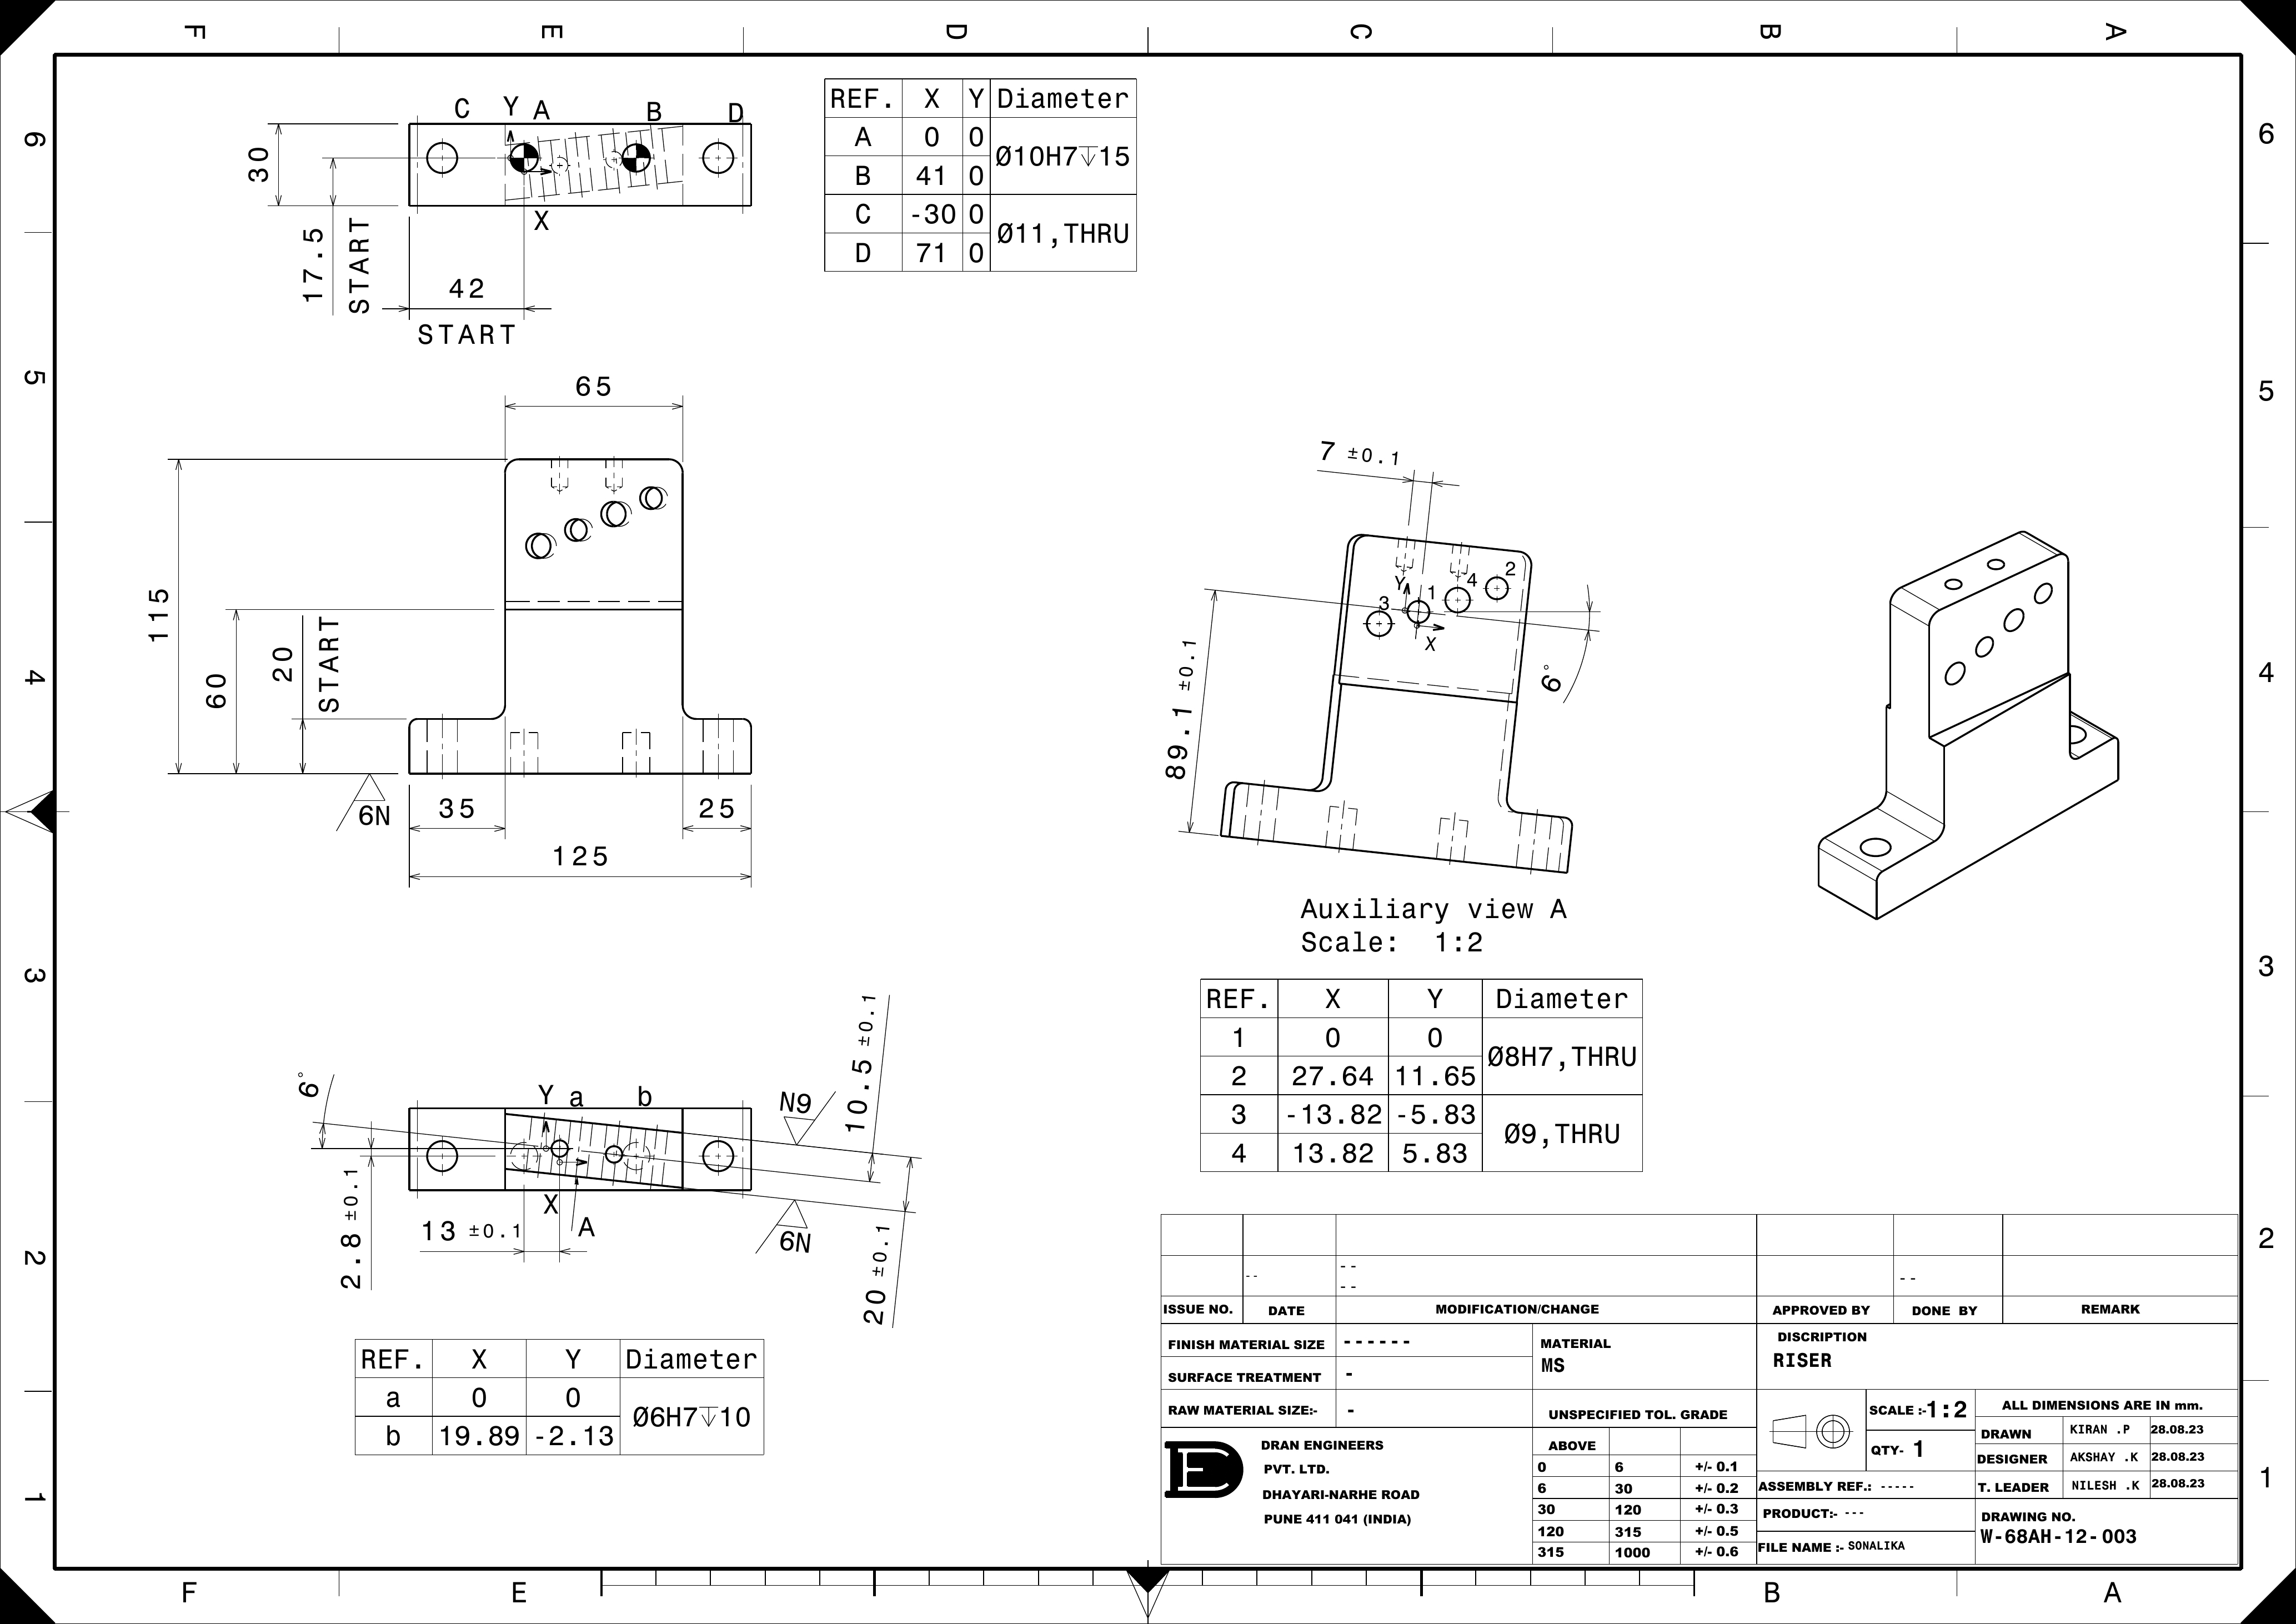 F E D C B A
6 6
C Y A B D
30
17.5
START
X
42
START
REF. X Y Diameter
A 0 0 Ø10H7↧15
B 41 0
C -30 0 Ø11,THRU
D 71 0
5 5
65
115
60
20
START
6N
35 25
125
7 ±0.1
Y 3 1 4 2
X
6°
89.1 ±0.1
4 4
Auxiliary view A
Scale: 1:2
3 3
REF. X Y Diameter
1 0 0 Ø8H7,THRU
2 27.64 11.65
3 -13.82 -5.83 Ø9,THRU
4 13.82 5.83
6°
Y a b
N9
10.5 ±0.1
X
A
2.8 ±0.1
13 ±0.1
6N
20 ±0.1
2 2
REF. X Y Diameter
a 0 0 Ø6H7↧10
b 19.89 -2.13
-- -- --
--
ISSUE NO. DATE MODIFICATION/CHANGE APPROVED BY DONE BY REMARK
FINISH MATERIAL SIZE ------
SURFACE TREATMENT -
RAW MATERIAL SIZE:- -
MATERIAL
MS
DISCRIPTION
RISER
UNSPECIFIED TOL. GRADE
ABOVE
0 6 +/- 0.1
6 30 +/- 0.2
30 120 +/- 0.3
120 315 +/- 0.5
315 1000 +/- 0.6
SCALE :-1:2
QTY- 1
ALL DIMENSIONS ARE IN mm.
DRAWN KIRAN .P 28.08.23
DESIGNER AKSHAY .K 28.08.23
T. LEADER NILESH .K 28.08.23
ASSEMBLY REF.: -----
PRODUCT:- ---
FILE NAME :- SONALIKA
DRAWING NO.
W-68AH-12-003
DRAN ENGINEERS
PVT. LTD.
DHAYARI-NARHE ROAD
PUNE 411 041 (INDIA)
1 1
F E B A